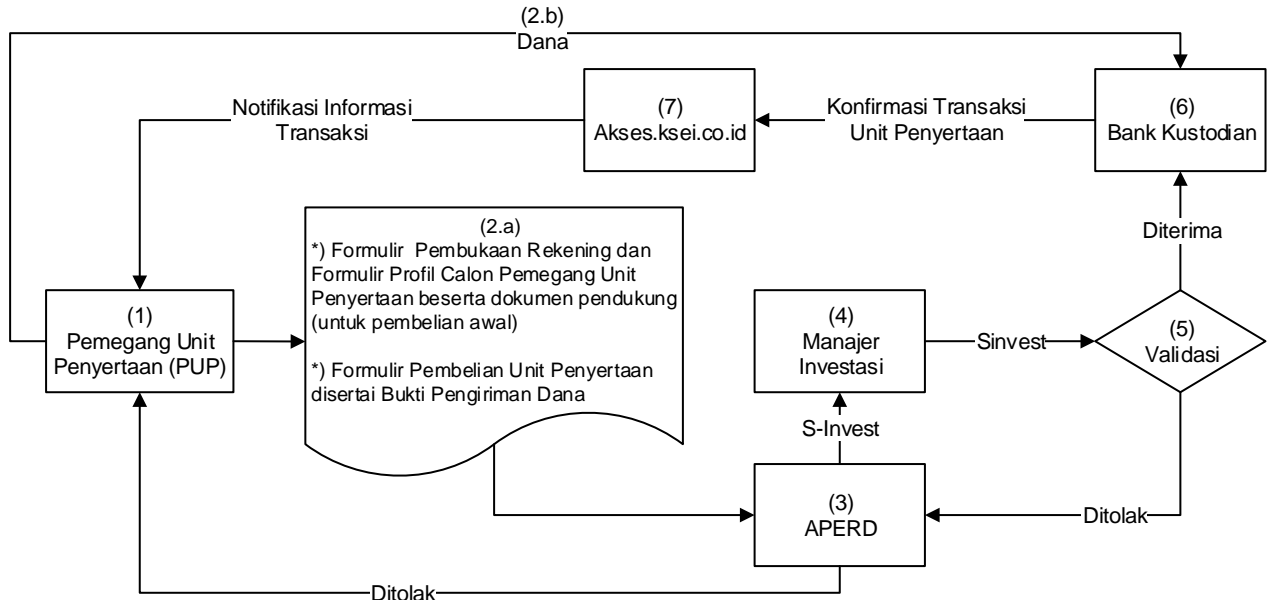 (2.b)
Dana
Notifikasi Informasi
Transaksi
(7)
Akses.ksei.co.id
Konfirmasi Transaksi
Unit Penyertaan
(6)
Bank Kustodian
(2.a)
*) Formulir Pembukaan Rekening dan
Formulir Profil Calon Pemegang Unit
Penyertaan beserta dokumen pendukung
(untuk pembelian awal)
*) Formulir Pembelian Unit Penyertaan
disertai Bukti Pengiriman Dana
Diterima
(1)
Pemegang Unit
Penyertaan (PUP)
(4)
Manajer
Investasi
Sinvest
(5)
Validasi
S-Invest
(3)
APERD
Ditolak
Ditolak